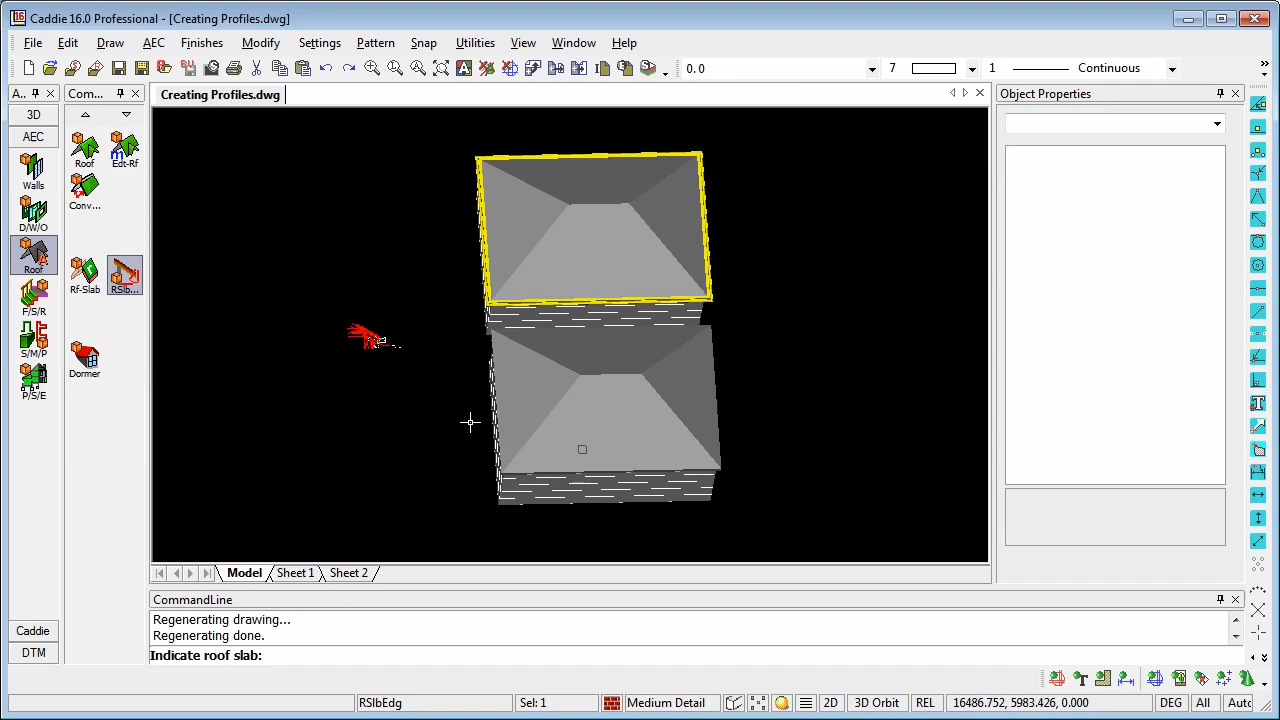 Caddie 16.0 Professional - [Creating Profiles.dwg]
File Edit Draw AEC Finishes Modify Settings Pattern Snap Utilities View Window Help
0, 0 7 1 Continuous
A... Com... Creating Profiles.dwg Object Properties
3D
AEC
Roof Edt-Rf
Walls
Conv...
D/W/O
Roof
Rf-Slab RSlb...
F/S/R
S/M/P
Dormer
P/S/E
Model Sheet 1 Sheet 2
CommandLine
Regenerating drawing...
Regenerating done.
Indicate roof slab:
Caddie
DTM
RSlbEdg Sel: 1 Medium Detail 2D 3D Orbit REL 16486.752, 5983.426, 0.000 DEG All Auto